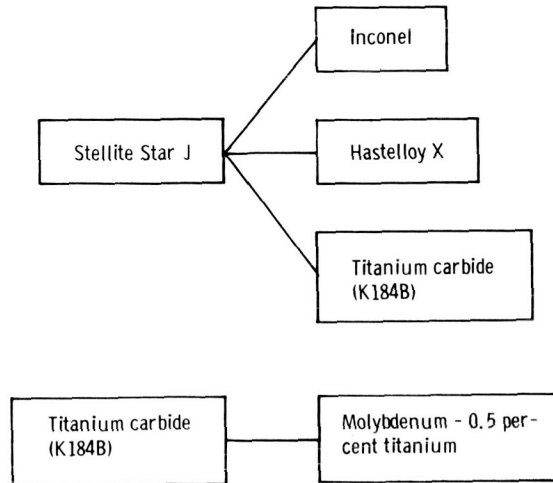 Inconel
Stellite Star J
Hastelloy X
Titanium carbide
(K184B)
Titanium carbide
(K184B)
Molybdenum - 0.5 per-
cent titanium